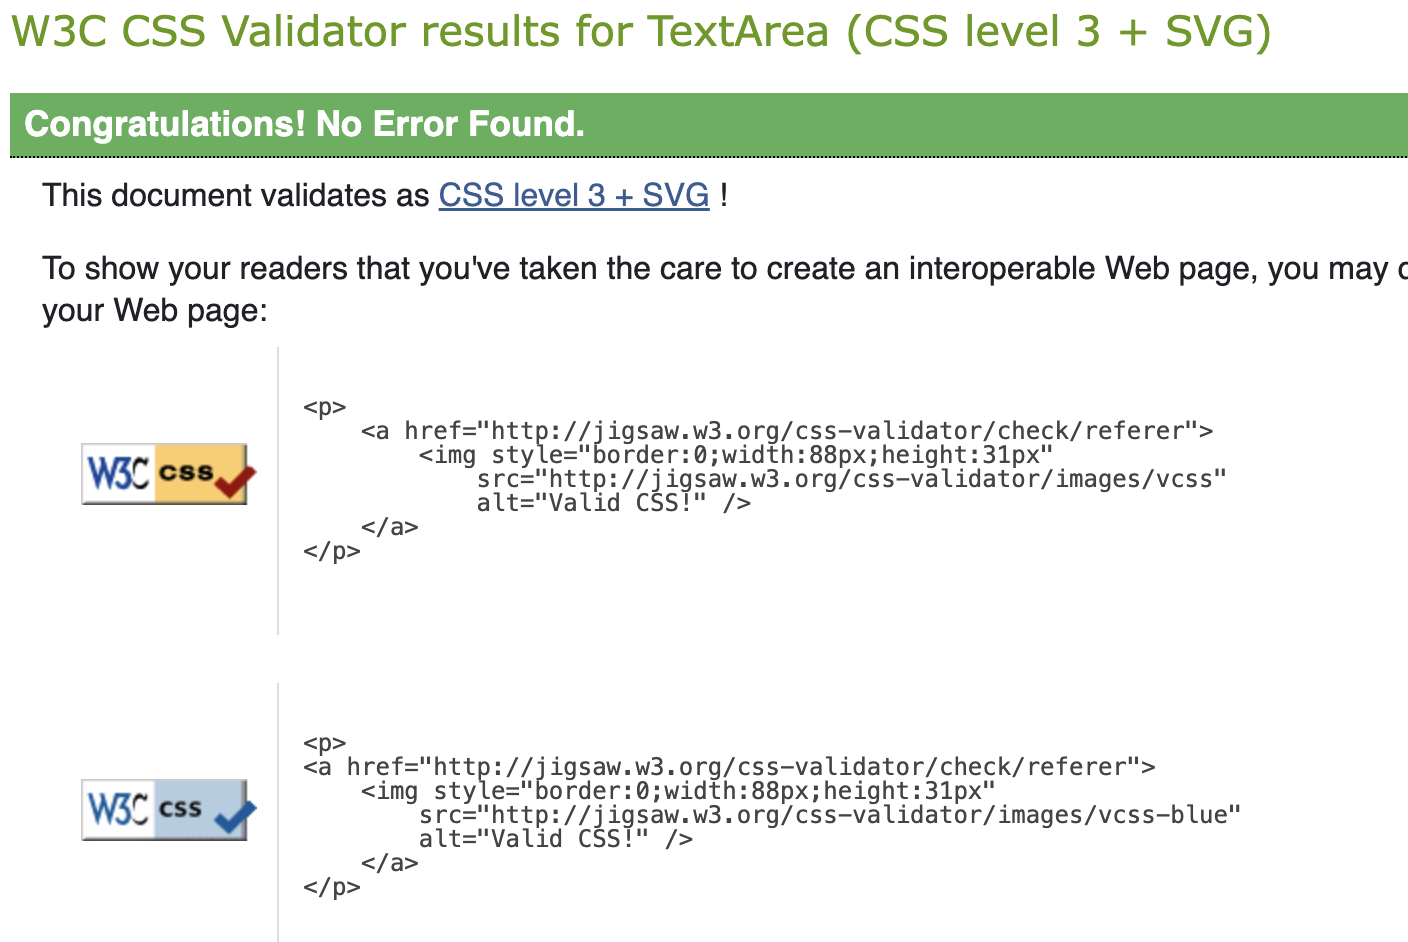 W3C CSS Validator results for TextArea (CSS level 3 + SVG)
Congratulations! No Error Found.
This document validates as CSS level 3 + SVG !
To show your readers that you've taken the care to create an interoperable Web page, you may
your Web page:
W3C css
<p>
    <a href="http://jigsaw.w3.org/css-validator/check/referer">
        <img style="border:0;width:88px;height:31px"
            src="http://jigsaw.w3.org/css-validator/images/vcss"
            alt="Valid CSS!" />
    </a>
</p>
W3C css
<p>
<a href="http://jigsaw.w3.org/css-validator/check/referer">
    <img style="border:0;width:88px;height:31px"
        src="http://jigsaw.w3.org/css-validator/images/vcss-blue"
        alt="Valid CSS!" />
    </a>
</p>